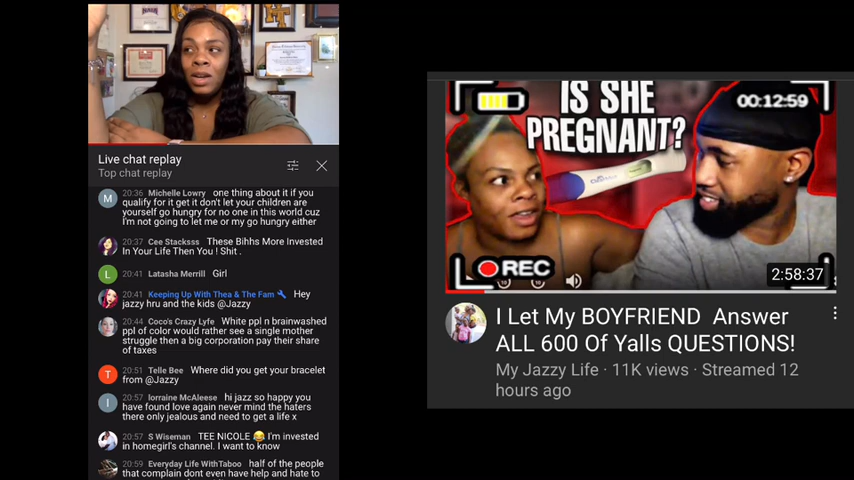 Live chat replay
Top chat replay
M 20:36 Michelle Lowry one thing about it if you
qualify for it get it don't let your children are
yourself go hungry for no one in this world cuz
I'm not going to let me or my go hungry either
20:37 Cee Stacksss These Bihhs More Invested
In Your Life Then You ! Shit .
L 20:41 Latasha Merrill Girl
20:41 Keeping Up With Thea & The Fam Hey
jazzy hru and the kids @Jazzy
20:44 Coco's Crazy Lyfe White ppl n brainwashed
ppl of color would rather see a single mother
struggle then a big corporation pay their share
of taxes
T 20:51 Telle Bee Where did you get your bracelet
from @Jazzy
l 20:57 lorraine McAleese hi jazz so happy you
have found love again never mind the haters
there only jealous and need to get a life x
20:57 S Wiseman TEE NICOLE 😂 I'm invested
in homegirl's channel. I want to know
20:59 Everyday Life WithTaboo half of the people
that complain dont even have help and hate to
IS SHE
PREGNANT?
00:12:59
REC
2:58:37
I Let My BOYFRIEND Answer
ALL 600 Of Yalls QUESTIONS!
My Jazzy Life · 11K views · Streamed 12
hours ago